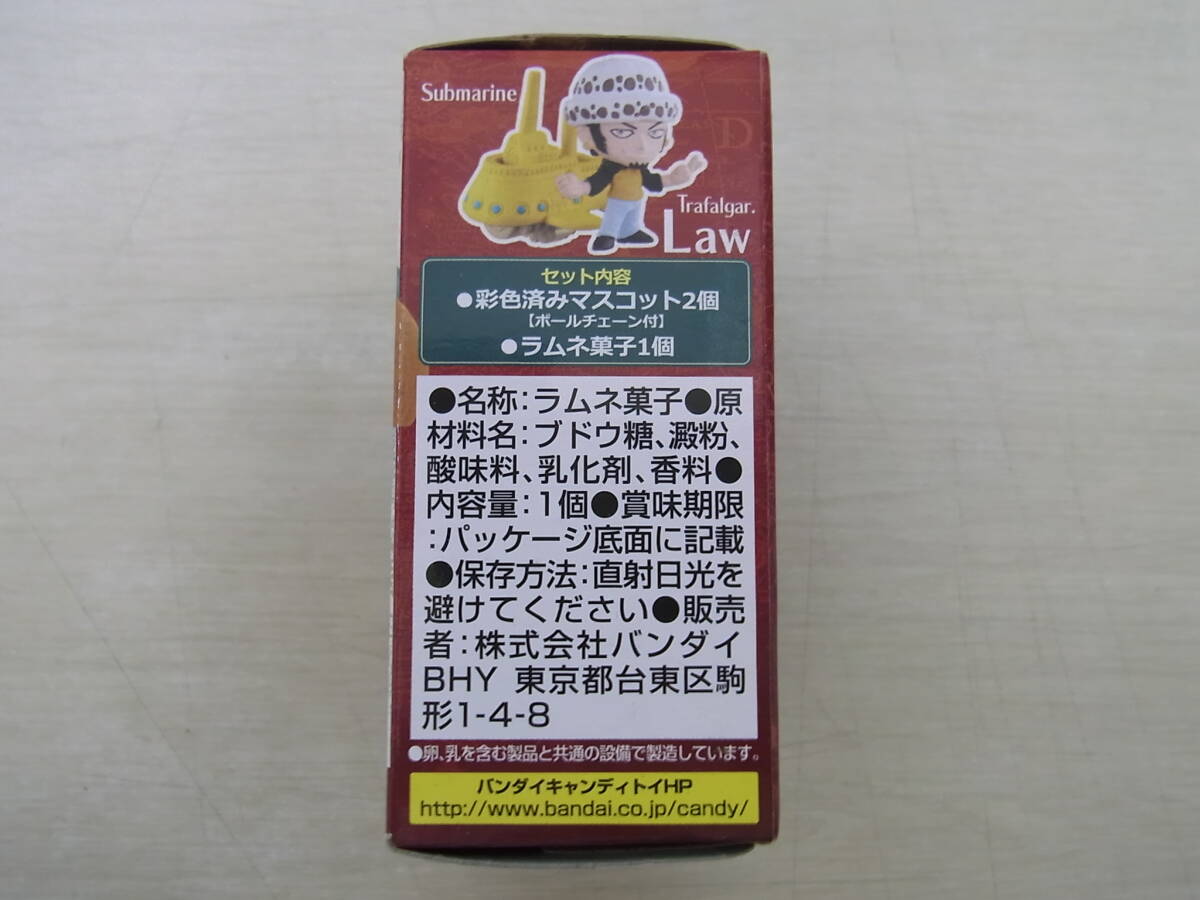 Submarine
D
Trafalgar.
Law
セット内容
●彩色済みマスコット2個
【ボールチェーン付】
●ラムネ菓子1個
●名称：ラムネ菓子●原
材料名：ブドウ糖、澱粉、
酸味料、乳化剤、香料●
内容量：1個●賞味期限
：パッケージ底面に記載
●保存方法：直射日光を
避けてください●販売
者：株式会社バンダイ
BHY 東京都台東区駒
形1-4-8
●卵、乳を含む製品と共通の設備で製造しています。
バンダイキャンディトイHP
http://www.bandai.co.jp/candy/